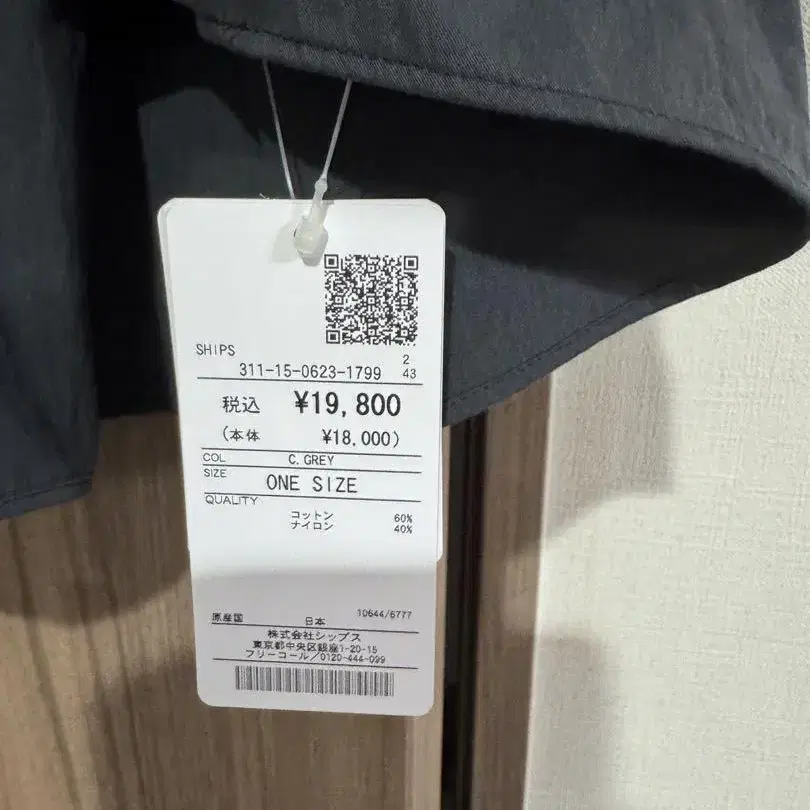 SHIPS
2
311-15-0623-1799 43
税込 ¥19,800
(本体 ¥18,000)
COL C.GREY
SIZE ONE SIZE
QUALITY
コットン 60%
ナイロン 40%
10644/6777
原産国 日本
株式会社シップス
東京都中央区銀座1-20-15
フリーコール/0120-444-099